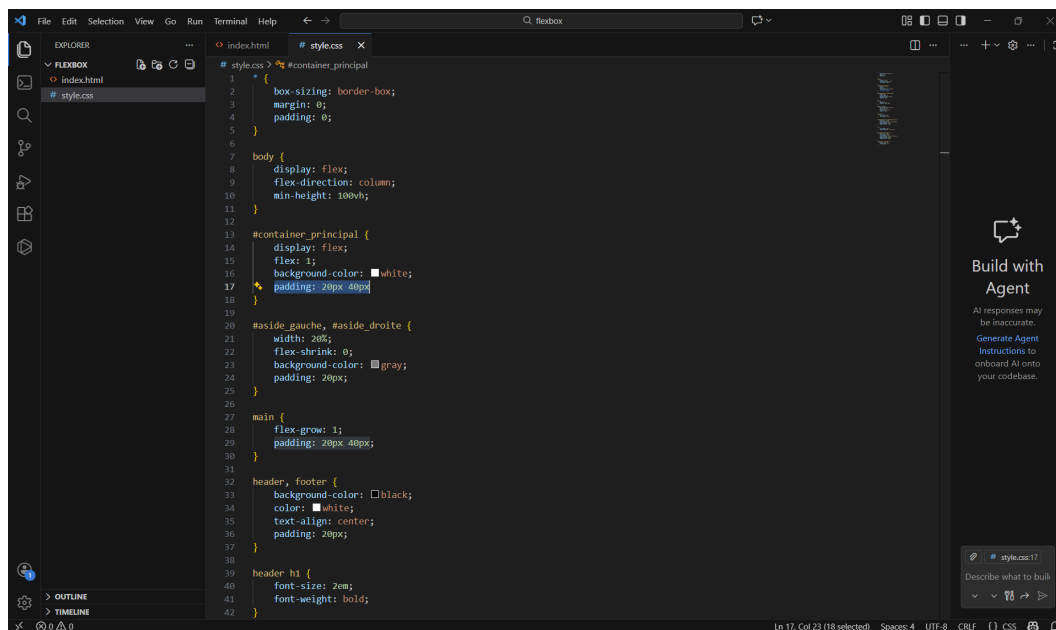 File Edit Selection View Go Run Terminal Help
flexbox
EXPLORER
FLEXBOX
index.html
style.css
index.html
style.css
style.css > #container_principal
1 * {
2 box-sizing: border-box;
3 margin: 0;
4 padding: 0;
5 }
6
7 body {
8 display: flex;
9 flex-direction: column;
10 min-height: 100vh;
11 }
12
13 #container_principal {
14 display: flex;
15 flex: 1;
16 background-color: white;
17 padding: 20px 40px
18 }
19
20 #aside_gauche, #aside_droite {
21 width: 20%;
22 flex-shrink: 0;
23 background-color: gray;
24 padding: 20px;
25 }
26
27 main {
28 flex-grow: 1;
29 padding: 20px 40px;
30 }
31
32 header, footer {
33 background-color: black;
34 color: white;
35 text-align: center;
36 padding: 20px;
37 }
38
39 header h1 {
40 font-size: 2em;
41 font-weight: bold;
42 }
Build with
Agent
AI responses may
be inaccurate.
Generate Agent
Instructions to
onboard AI onto
your codebase.
# style.css:17
Describe what to buil
1
OUTLINE
TIMELINE
0 0
Ln 17, Col 23 (18 selected) Spaces: 4 UTF-8 CRLF {} CSS